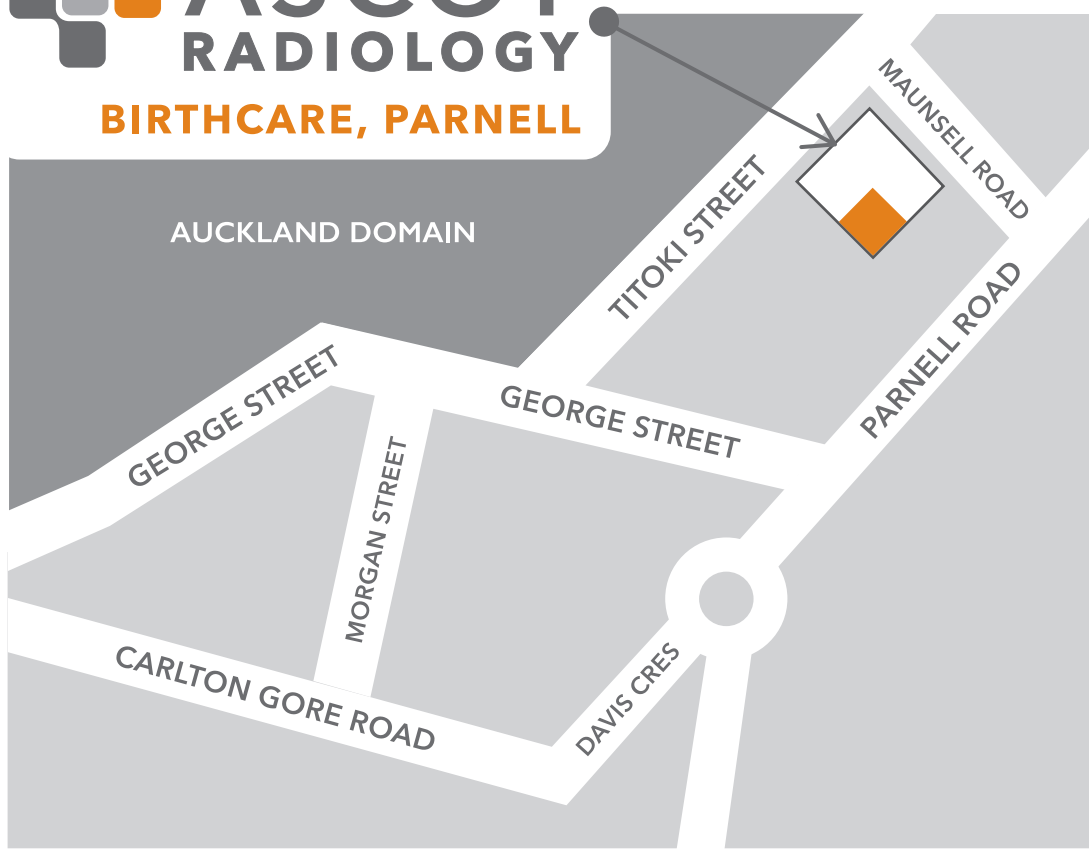 ASCOT
RADIOLOGY
BIRTHCARE, PARNELL
MAUNSELL ROAD
AUCKLAND DOMAIN
TITOKI STREET
PARNELL ROAD
GEORGE STREET
GEORGE STREET
MORGAN STREET
CARLTON GORE ROAD
DAVIS CRES